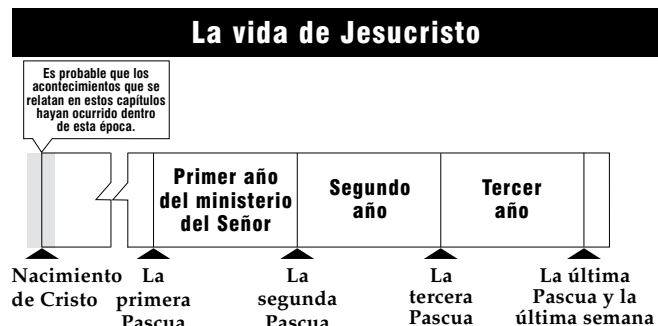 La vida de Jesucristo
Es probable que los
acontecimientos que se
relatan en estos capítulos
hayan ocurrido dentro
de esta época.
Primer año
del ministerio
del Señor
Segundo
año
Tercer
año
Nacimiento
de Cristo
La
primera
Pascua
La
segunda
Pascua
La
tercera
Pascua
La última
Pascua y la
última semana